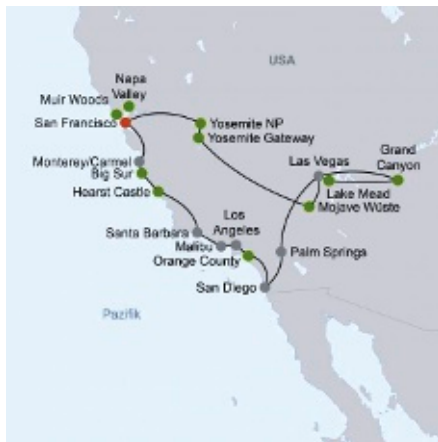 USA
Napa
Valley
Muir Woods
San Francisco
Yosemite NP
Yosemite Gateway
Monterey/Carmel
Big Sur
Hearst Castle
Las Vegas
Grand
Canyon
Lake Mead
Mojave Wüste
Los
Angeles
Santa Barbara
Malibu
Orange County
Palm Springs
San Diego
Pazifik